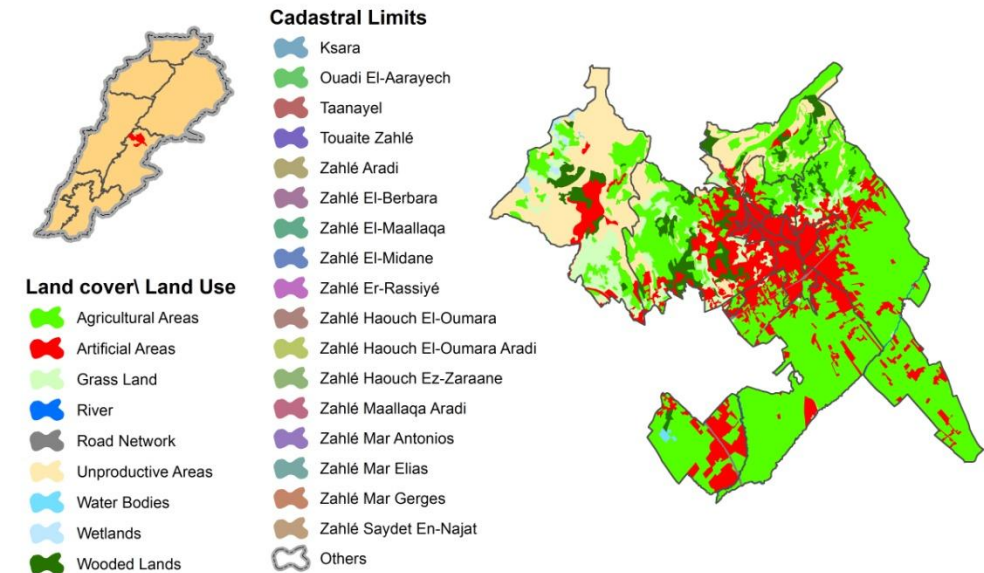 Cadastral Limits
Ksara
Ouadi El-Aarayech
Taanayel
Touaite Zahlé
Zahlé Aradi
Zahlé El-Berbara
Zahlé El-Maallaqa
Zahlé El-Midane
Zahlé Er-Rassiyé
Zahlé Haouch El-Oumara
Zahlé Haouch El-Oumara Aradi
Zahlé Haouch Ez-Zaraane
Zahlé Maallaqa Aradi
Zahlé Mar Antonios
Zahlé Mar Elias
Zahlé Mar Gerges
Zahlé Saydet En-Najat
Others
Land cover\ Land Use
Agricultural Areas
Artificial Areas
Grass Land
River
Road Network
Unproductive Areas
Water Bodies
Wetlands
Wooded Lands